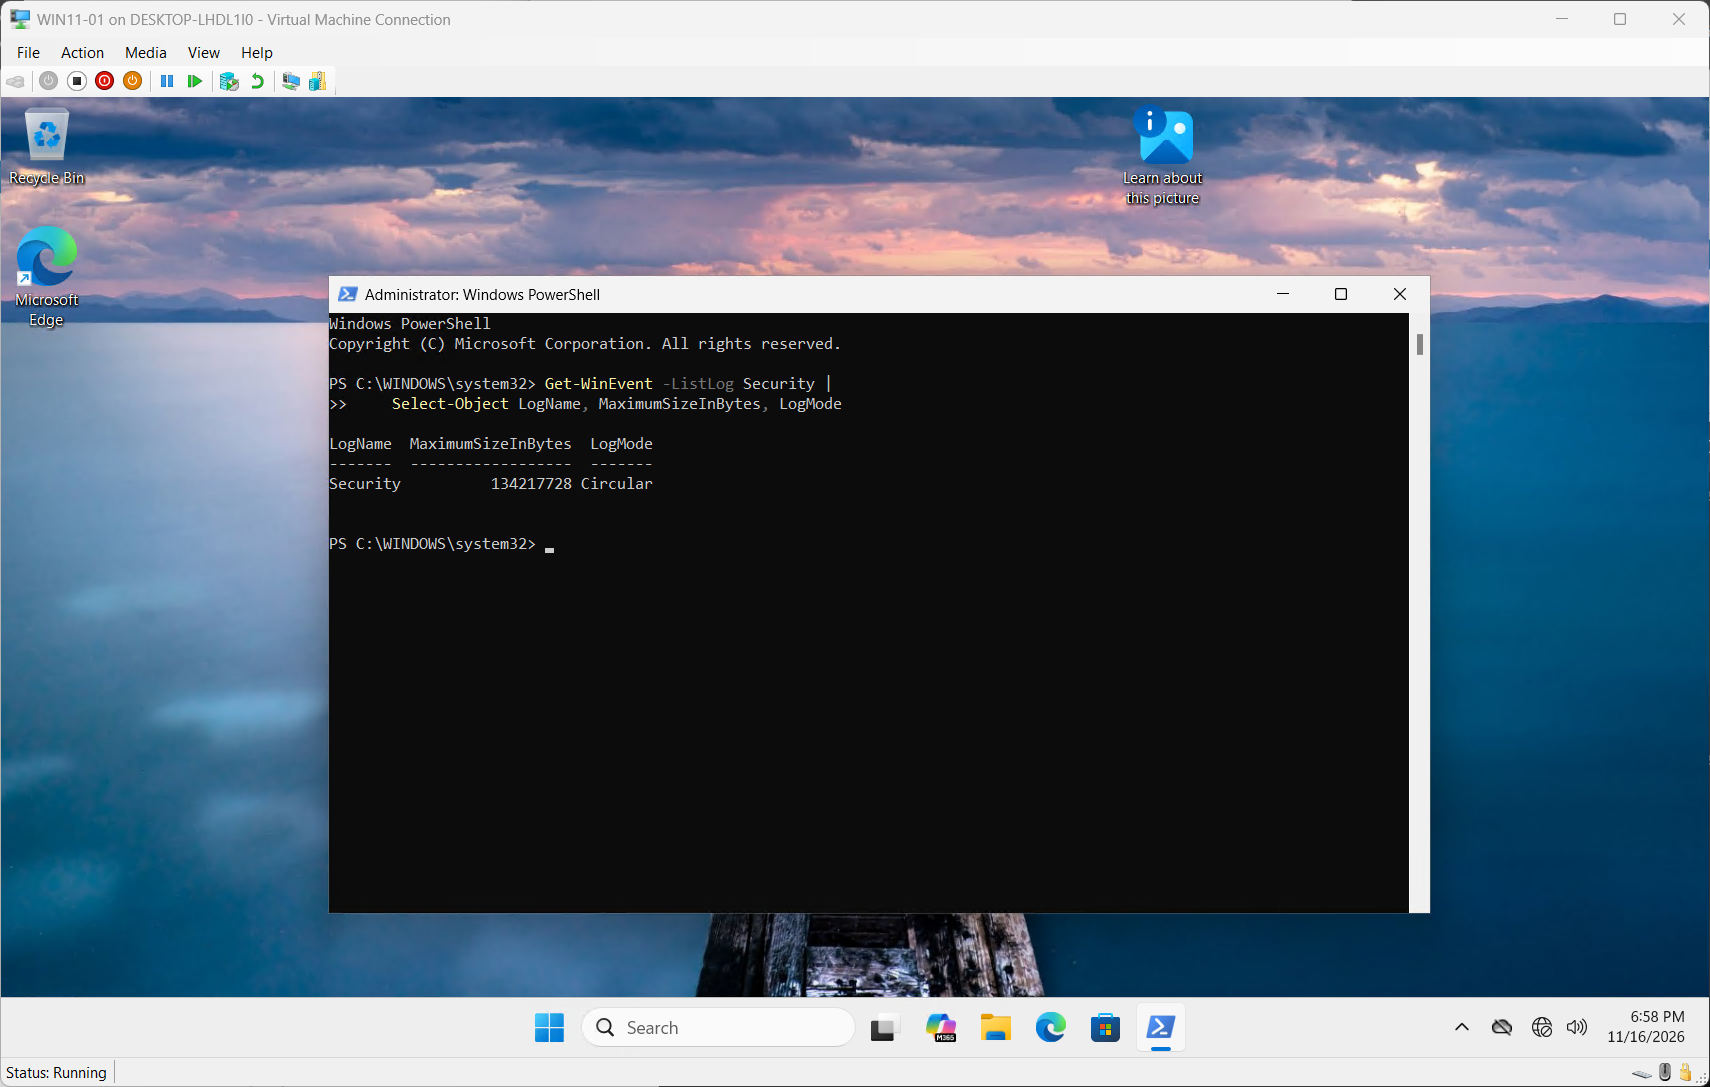 WIN11-01 on DESKTOP-LHDL1I0 - Virtual Machine Connection
File Action Media View Help
Recycle Bin
Learn about
this picture
Microsoft
Edge
Administrator: Windows PowerShell
Windows PowerShell
Copyright (C) Microsoft Corporation. All rights reserved.
PS C:\WINDOWS\system32> Get-WinEvent -ListLog Security |
>>     Select-Object LogName, MaximumSizeInBytes, LogMode
LogName  MaximumSizeInBytes  LogMode
-------  ------------------  -------
Security          134217728 Circular
PS C:\WINDOWS\system32>
Search
M365
6:58 PM
11/16/2026
Status: Running